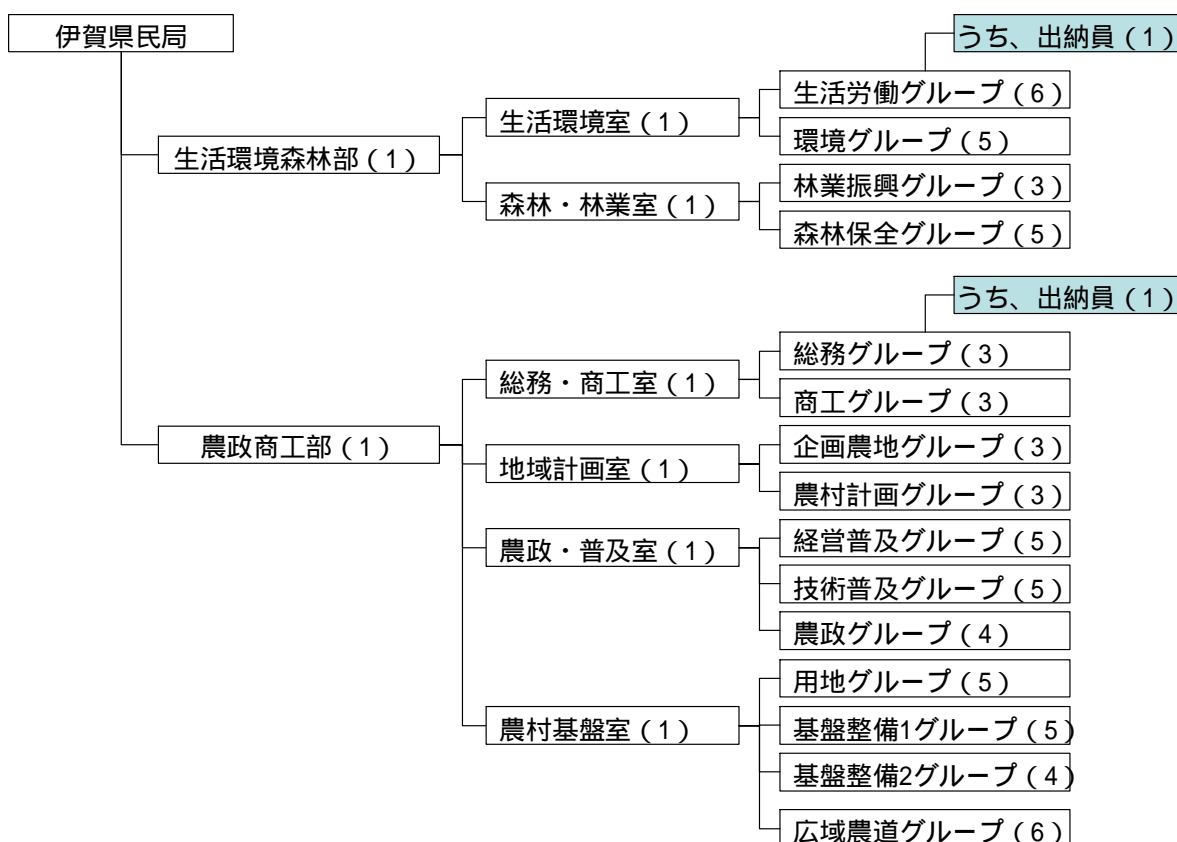 伊賀県民局
うち、出納員(1)
生活労働グループ(6)
生活環境室(1)
環境グループ(5)
生活環境森林部(1)
林業振興グループ(3)
森林・林業室(1)
森林保全グループ(5)
うち、出納員(1)
総務グループ(3)
総務・商工室(1)
商工グループ(3)
農政商工部(1)
企画農地グループ(3)
地域計画室(1)
農村計画グループ(3)
経営普及グループ(5)
農政・普及室(1)
技術普及グループ(5)
農政グループ(4)
用地グループ(5)
農村基盤室(1)
基盤整備1グループ(5)
基盤整備2グループ(4)
広域農道グループ(6)